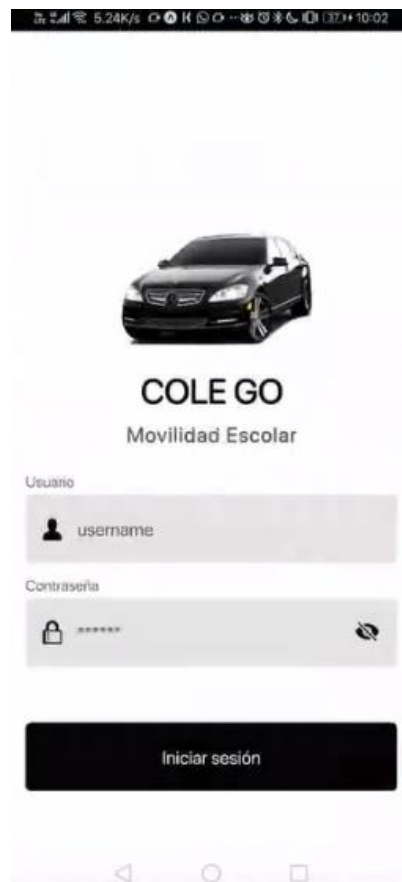 5.24K/s 10:02
COLE GO
Movilidad Escolar
Usuario
username
Contraseña
******
Iniciar sesión